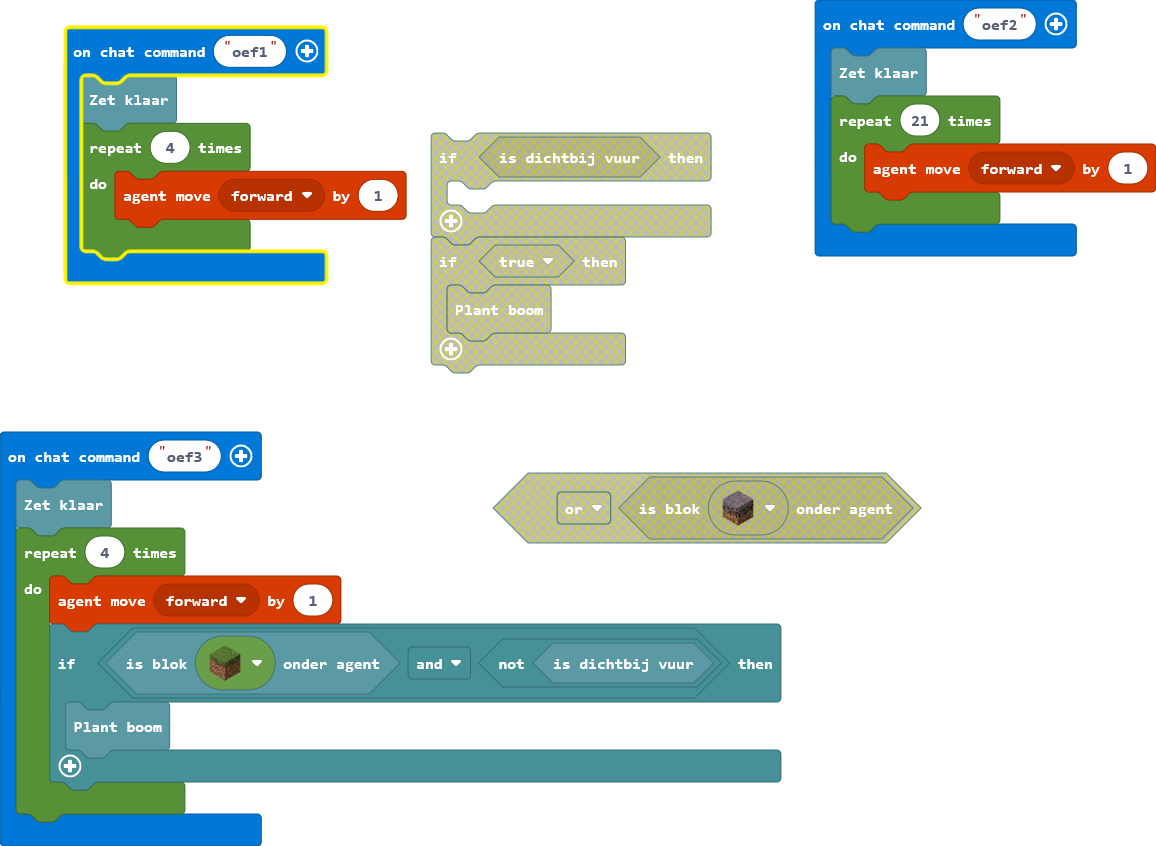 on chat command "oef1"
Zet klaar
repeat 4 times
do
agent move forward by 1
if is dichtbij vuur then
if true then
Plant boom
on chat command "oef2"
Zet klaar
repeat 21 times
do
agent move forward by 1
on chat command "oef3"
Zet klaar
repeat 4 times
do
agent move forward by 1
if is blok onder agent and not is dichtbij vuur then
Plant boom
or is blok onder agent